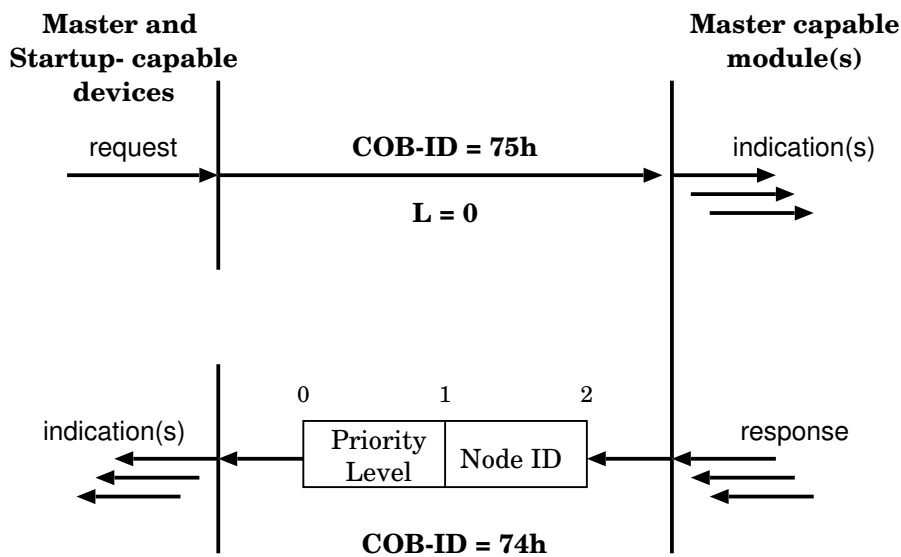 Master and
Startup- capable
devices
Master capable
module(s)
request
COB-ID = 75h
indication(s)
L = 0
0
1
2
indication(s)
Priority
Level
Node ID
response
COB-ID = 74h